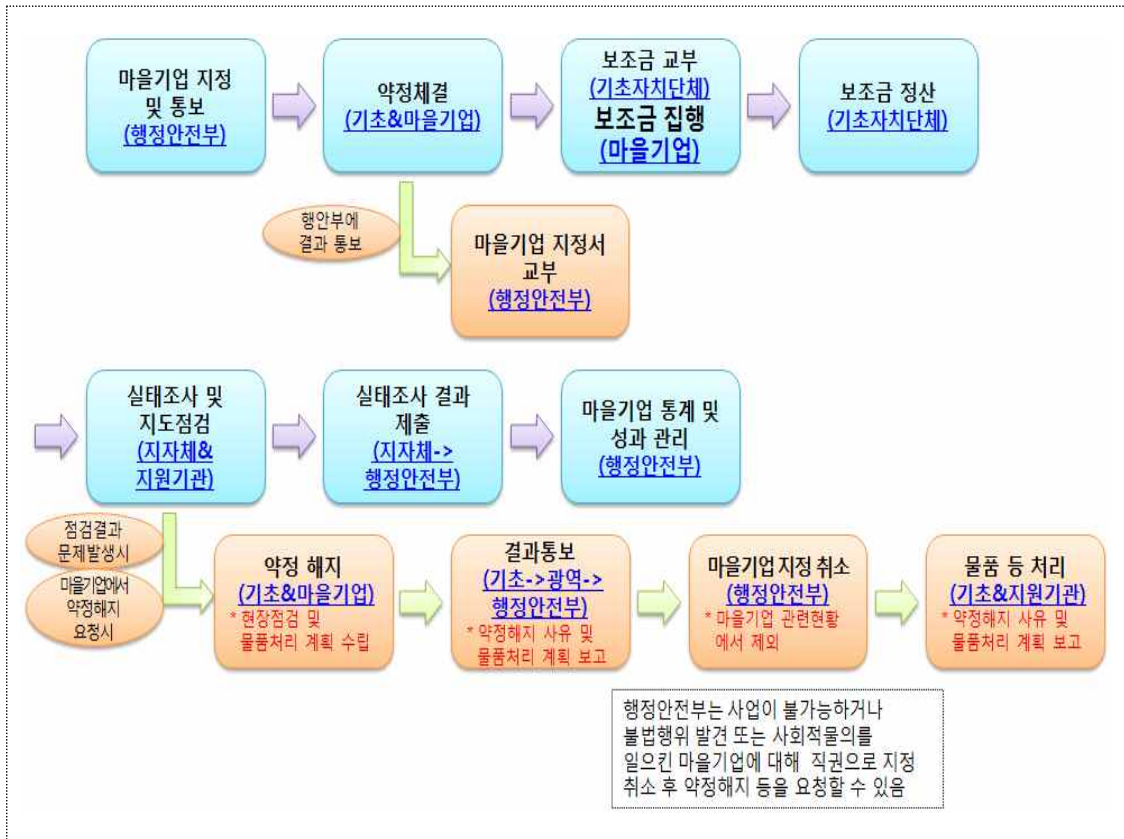 마을기업 지정
및 통보
(행정안전부)
약정체결
(기초&마을기업)
보조금 교부
(기초자치단체)
보조금 집행
(마을기업)
보조금 정산
(기초자치단체)
행안부에
결과 통보
마을기업 지정서
교부
(행정안전부)
실태조사 및
지도점검
(지자체&
지원기관)
실태조사 결과
제출
(지자체->
행정안전부)
마을기업 통계 및
성과 관리
(행정안전부)
점검결과
문제발생시
마을기업에서
약정해지
요청시
약정 해지
(기초&마을기업)
* 현장점검 및
물품처리 계획 수립
결과통보
(기초->광역->
행정안전부)
* 약정해지 사유 및
물품처리 계획 보고
마을기업 지정 취소
(행정안전부)
* 마을기업 관련현황
에서 제외
물품 등 처리
(기초&지원기관)
* 약정해지 사유 및
물품처리 계획 보고
행정안전부는 사업이 불가능하거나
불법행위 발견 또는 사회적물의를
일으킨 마을기업에 대해 직권으로 지정
취소 후 약정해지 등을 요청할 수 있음